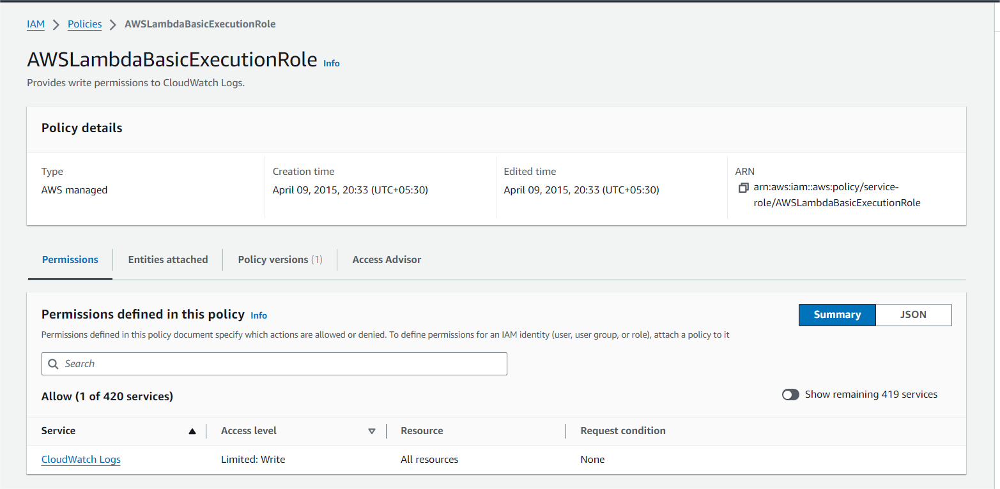 IAM > Policies > AWSLambdaBasicExecutionRole
AWSLambdaBasicExecutionRole Info
Provides write permissions to CloudWatch Logs.
Policy details
Type
AWS managed
Creation time
April 09, 2015, 20:33 (UTC+05:30)
Edited time
April 09, 2015, 20:33 (UTC+05:30)
ARN
arn:aws:iam::aws:policy/service-
role/AWSLambdaBasicExecutionRole
Permissions Entities attached Policy versions (1) Access Advisor
Permissions defined in this policy Info
Summary JSON
Permissions defined in this policy document specify which actions are allowed or denied. To define permissions for an IAM identity (user, user group, or role), attach a policy to it
Search
Allow (1 of 420 services)
Show remaining 419 services
Service Access level Resource Request condition
CloudWatch Logs Limited: Write All resources None